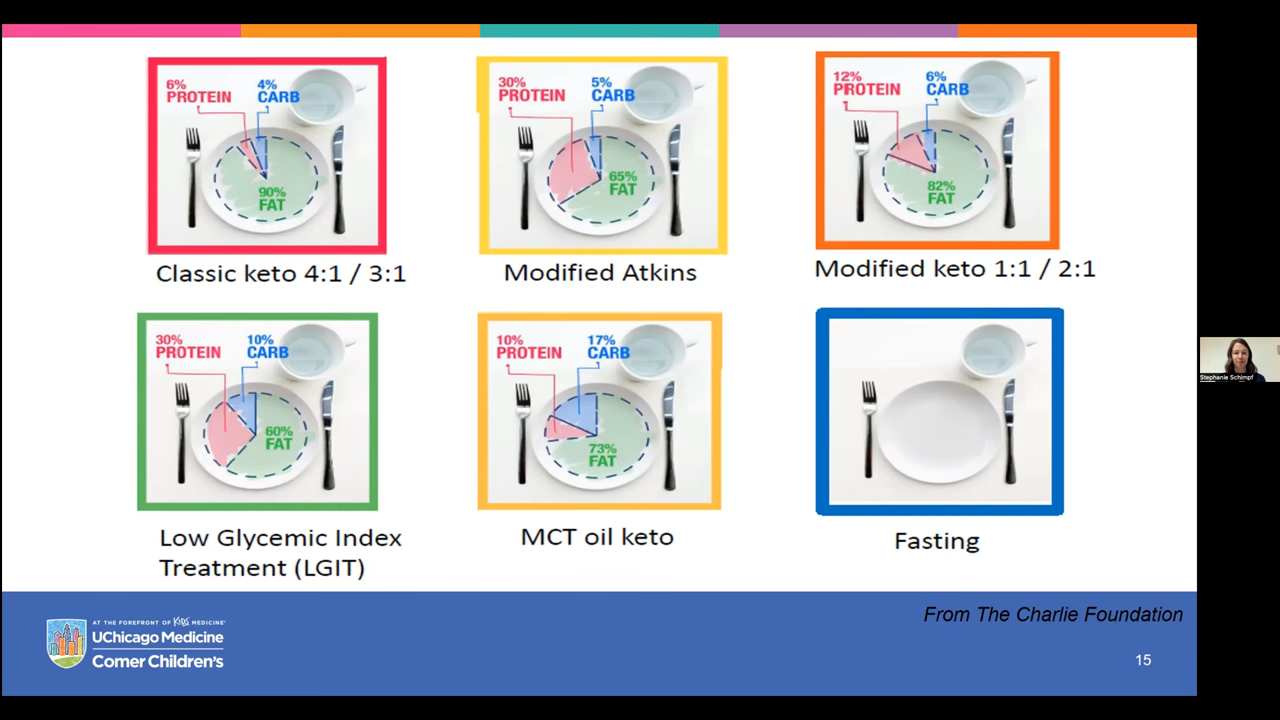 6%
PROTEIN
4%
CARB
90%
FAT
Classic keto 4:1 / 3:1
30%
PROTEIN
5%
CARB
65%
FAT
Modified Atkins
12%
PROTEIN
6%
CARB
82%
FAT
Modified keto 1:1 / 2:1
30%
PROTEIN
10%
CARB
60%
FAT
Low Glycemic Index
Treatment (LGIT)
10%
PROTEIN
17%
CARB
73%
FAT
MCT oil keto
Fasting
Stephanie Schimpf
From The Charlie Foundation
AT THE FOREFRONT OF KIDS MEDICINE®
UChicago Medicine
Comer Children's
15